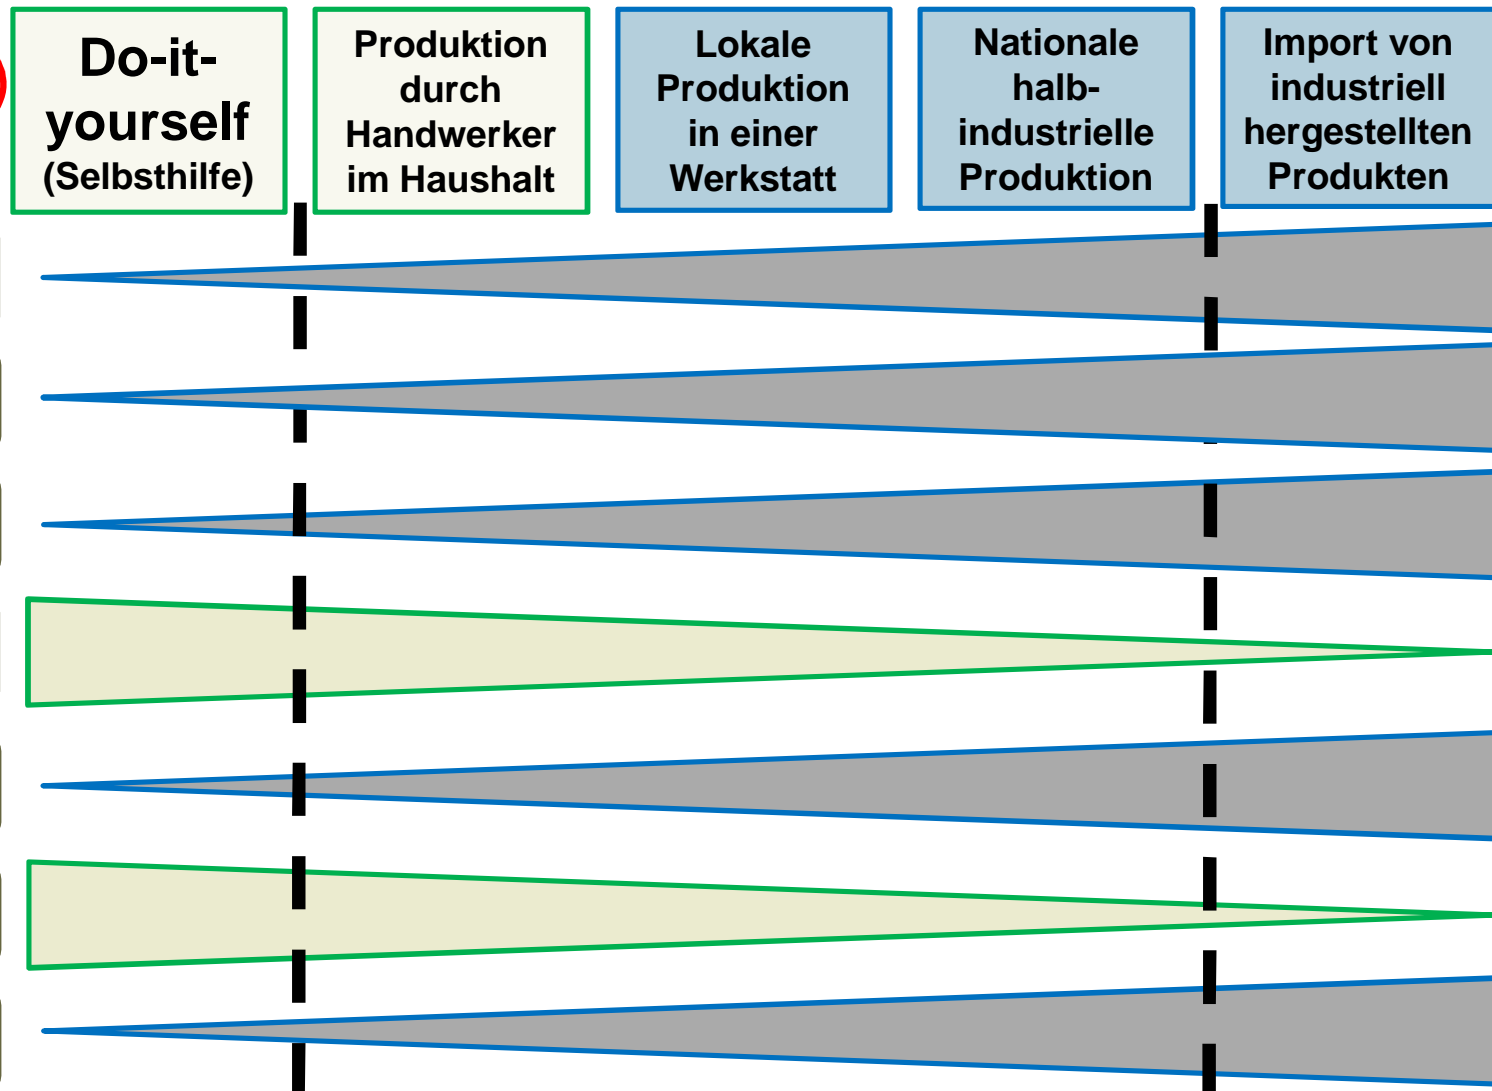 Do-it-
yourself
(Selbsthilfe)
Produktion
durch
Handwerker
im Haushalt
Lokale
Produktion
in einer
Werkstatt
Nationale
halb-
industrielle
Produktion
Import von
industriell
hergestellten
Produkten